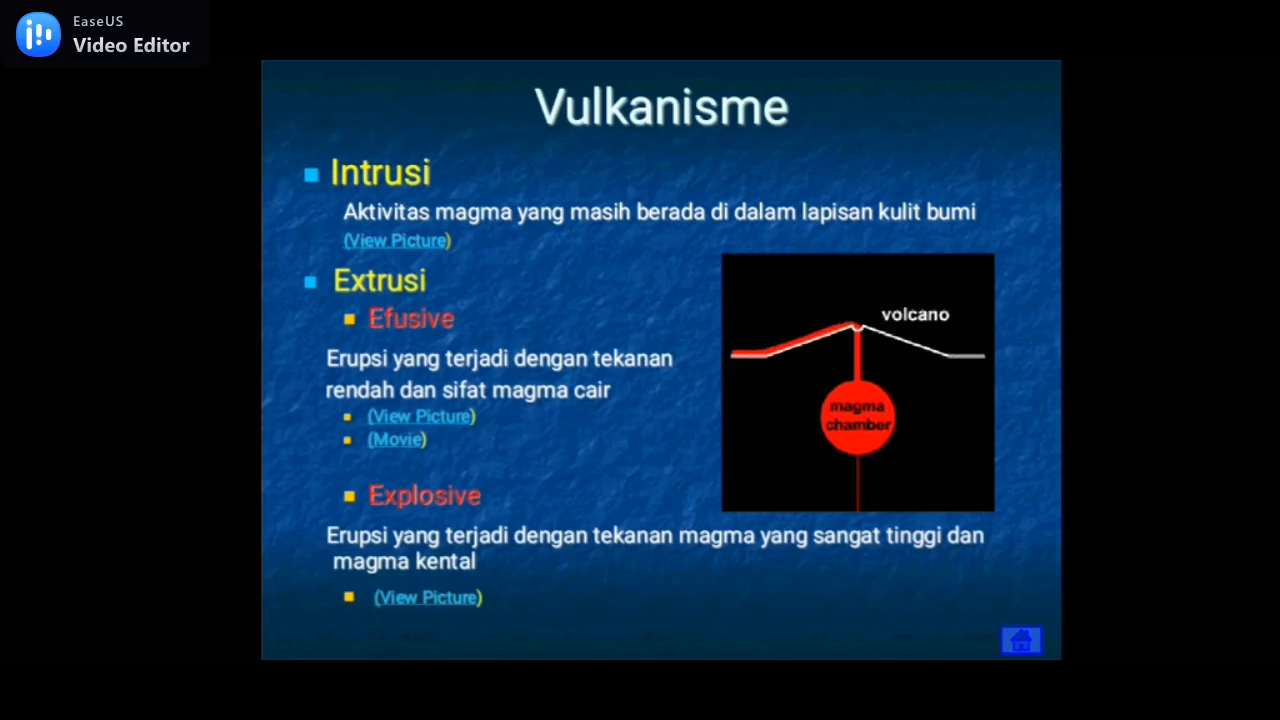 EaseUS
Video Editor
Vulkanisme
Intrusi
Aktivitas magma yang masih berada di dalam lapisan kulit bumi
(View Picture)
Extrusi
Efusive
Erupsi yang terjadi dengan tekanan
rendah dan sifat magma cair
(View Picture)
(Movie)
volcano
magma
chamber
Explosive
Erupsi yang terjadi dengan tekanan magma yang sangat tinggi dan
magma kental
(View Picture)